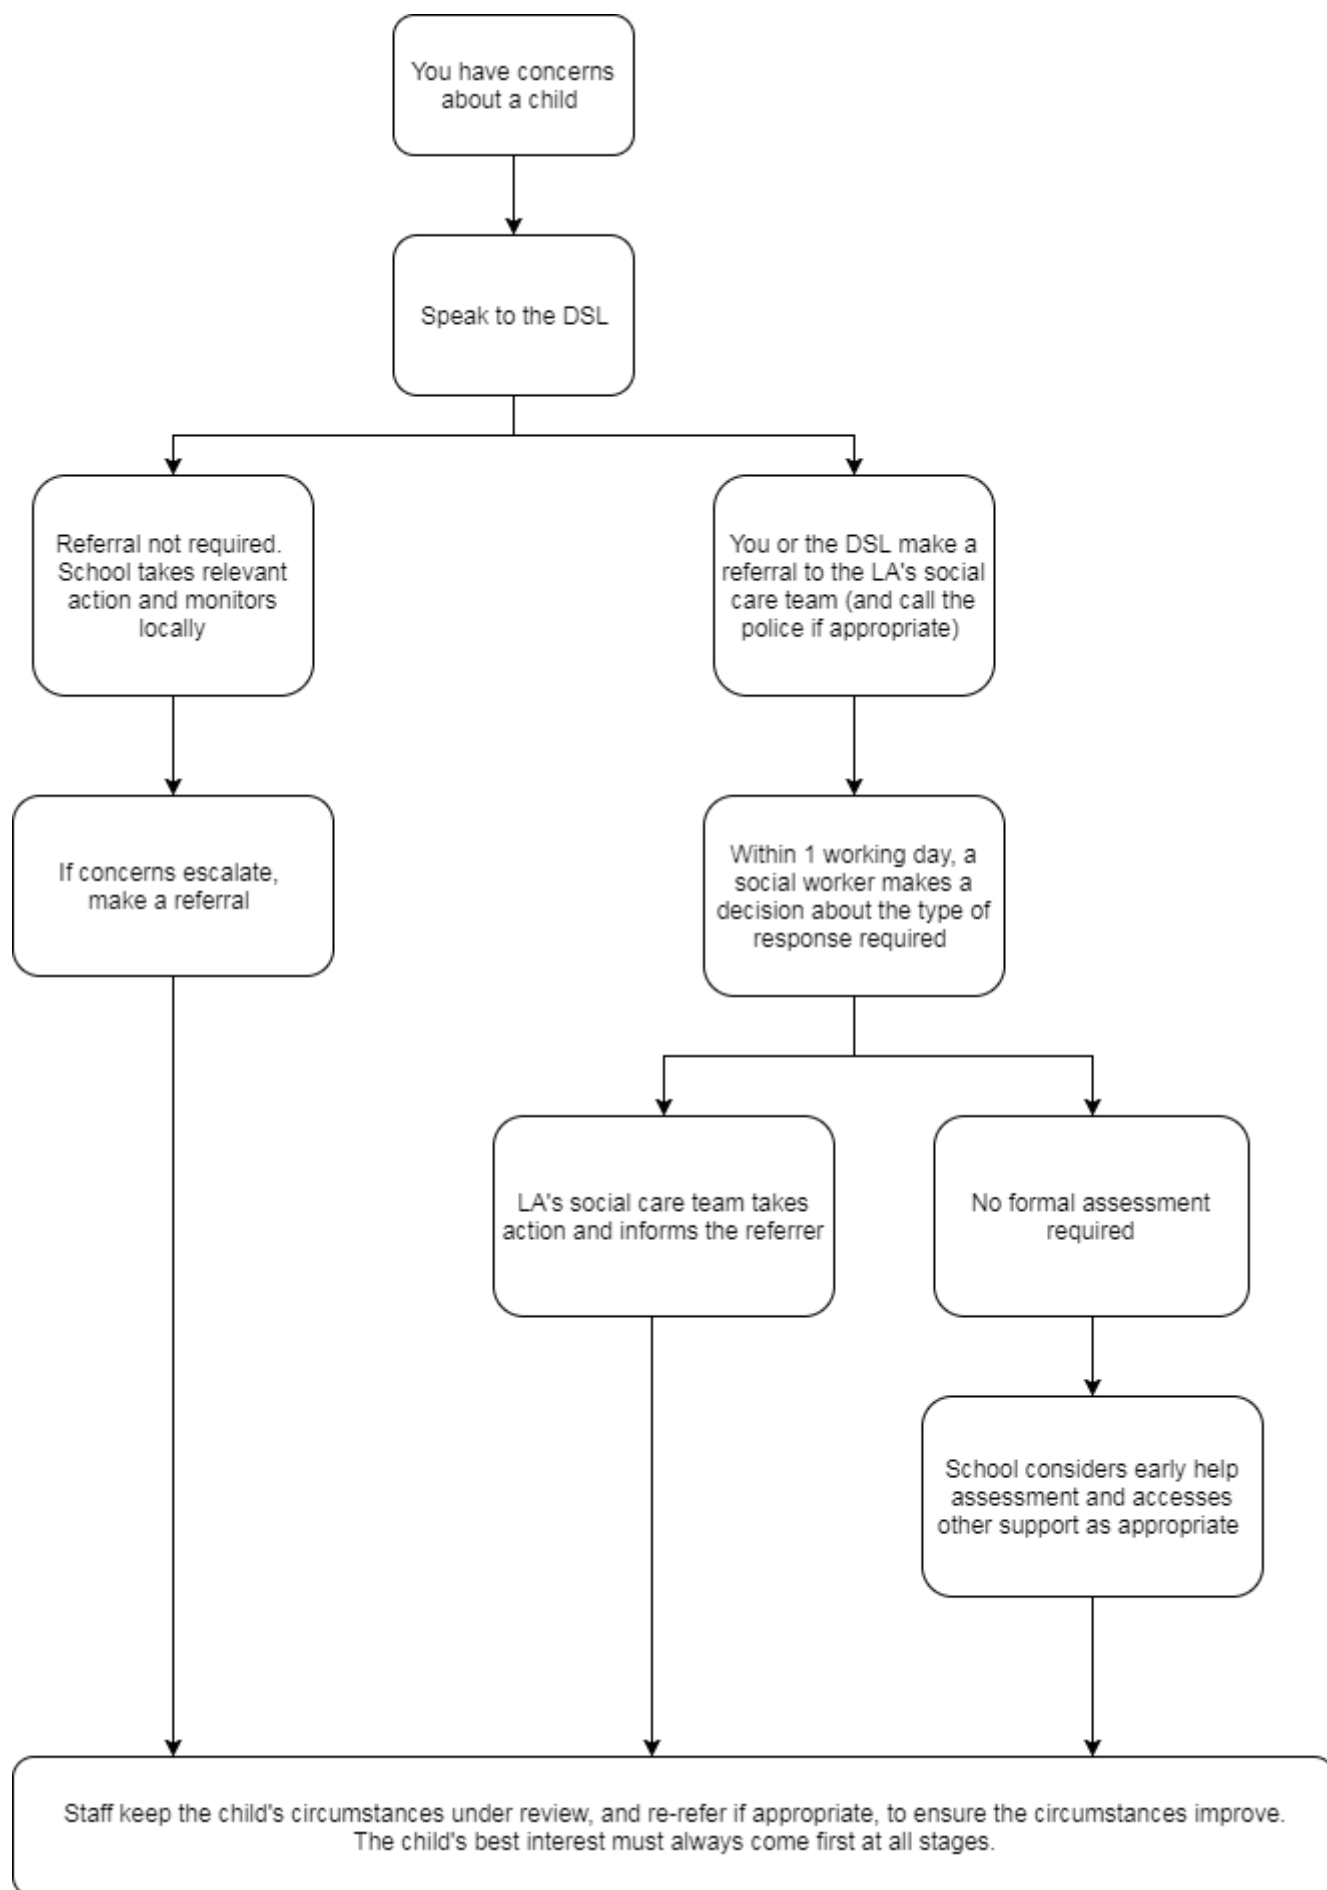 You have concerns
about a child
Speak to the DSL
Referral not required.
School takes relevant
action and monitors
locally
You or the DSL make a
referral to the LA's social
care team (and call the
police if appropriate)
If concerns escalate,
make a referral
Within 1 working day, a
social worker makes a
decision about the type of
response required
LA's social care team takes
action and informs the referrer
No formal assessment
required
School considers early help
assessment and accesses
other support as appropriate
Staff keep the child's circumstances under review, and re-refer if appropriate, to ensure the circumstances improve.
The child's best interest must always come first at all stages.